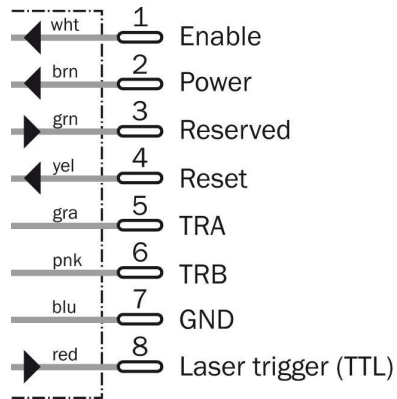 wht 1 Enable
brn 2 Power
grn 3 Reserved
yel 4 Reset
gra 5 TRA
pnk 6 TRB
blu 7 GND
red 8 Laser trigger (TTL)